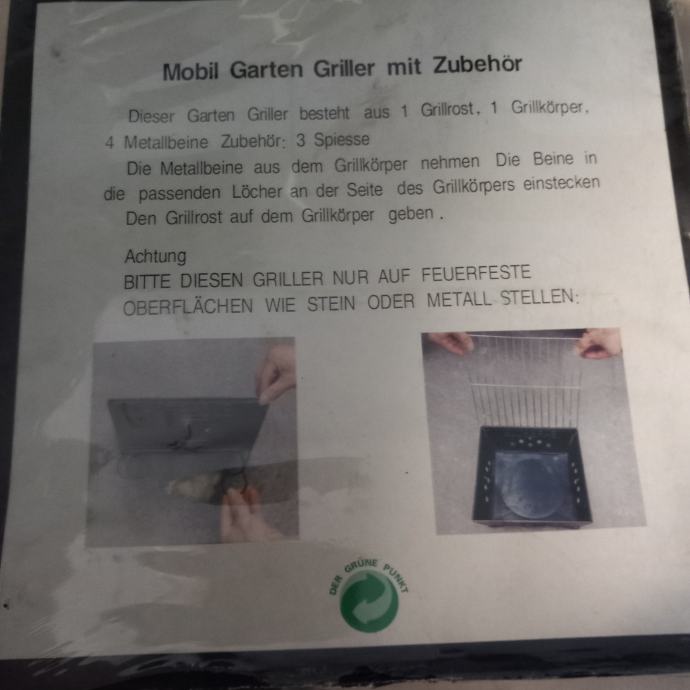 Mobil Garten Griller mit Zubehör
Dieser Garten Griller besteht aus 1 Grillrost, 1 Grillkörper,
4 Metallbeine Zubehör: 3 Spiesse
Die Metallbeine aus dem Grillkörper nehmen Die Beine in
die passenden Löcher an der Seite des Grillkörpers einstecken
Den Grillrost auf dem Grillkörper geben .
Achtung
BITTE DIESEN GRILLER NUR AUF FEUERFESTE
OBERFLÄCHEN WIE STEIN ODER METALL STELLEN:
DER GRÜNE PUNKT